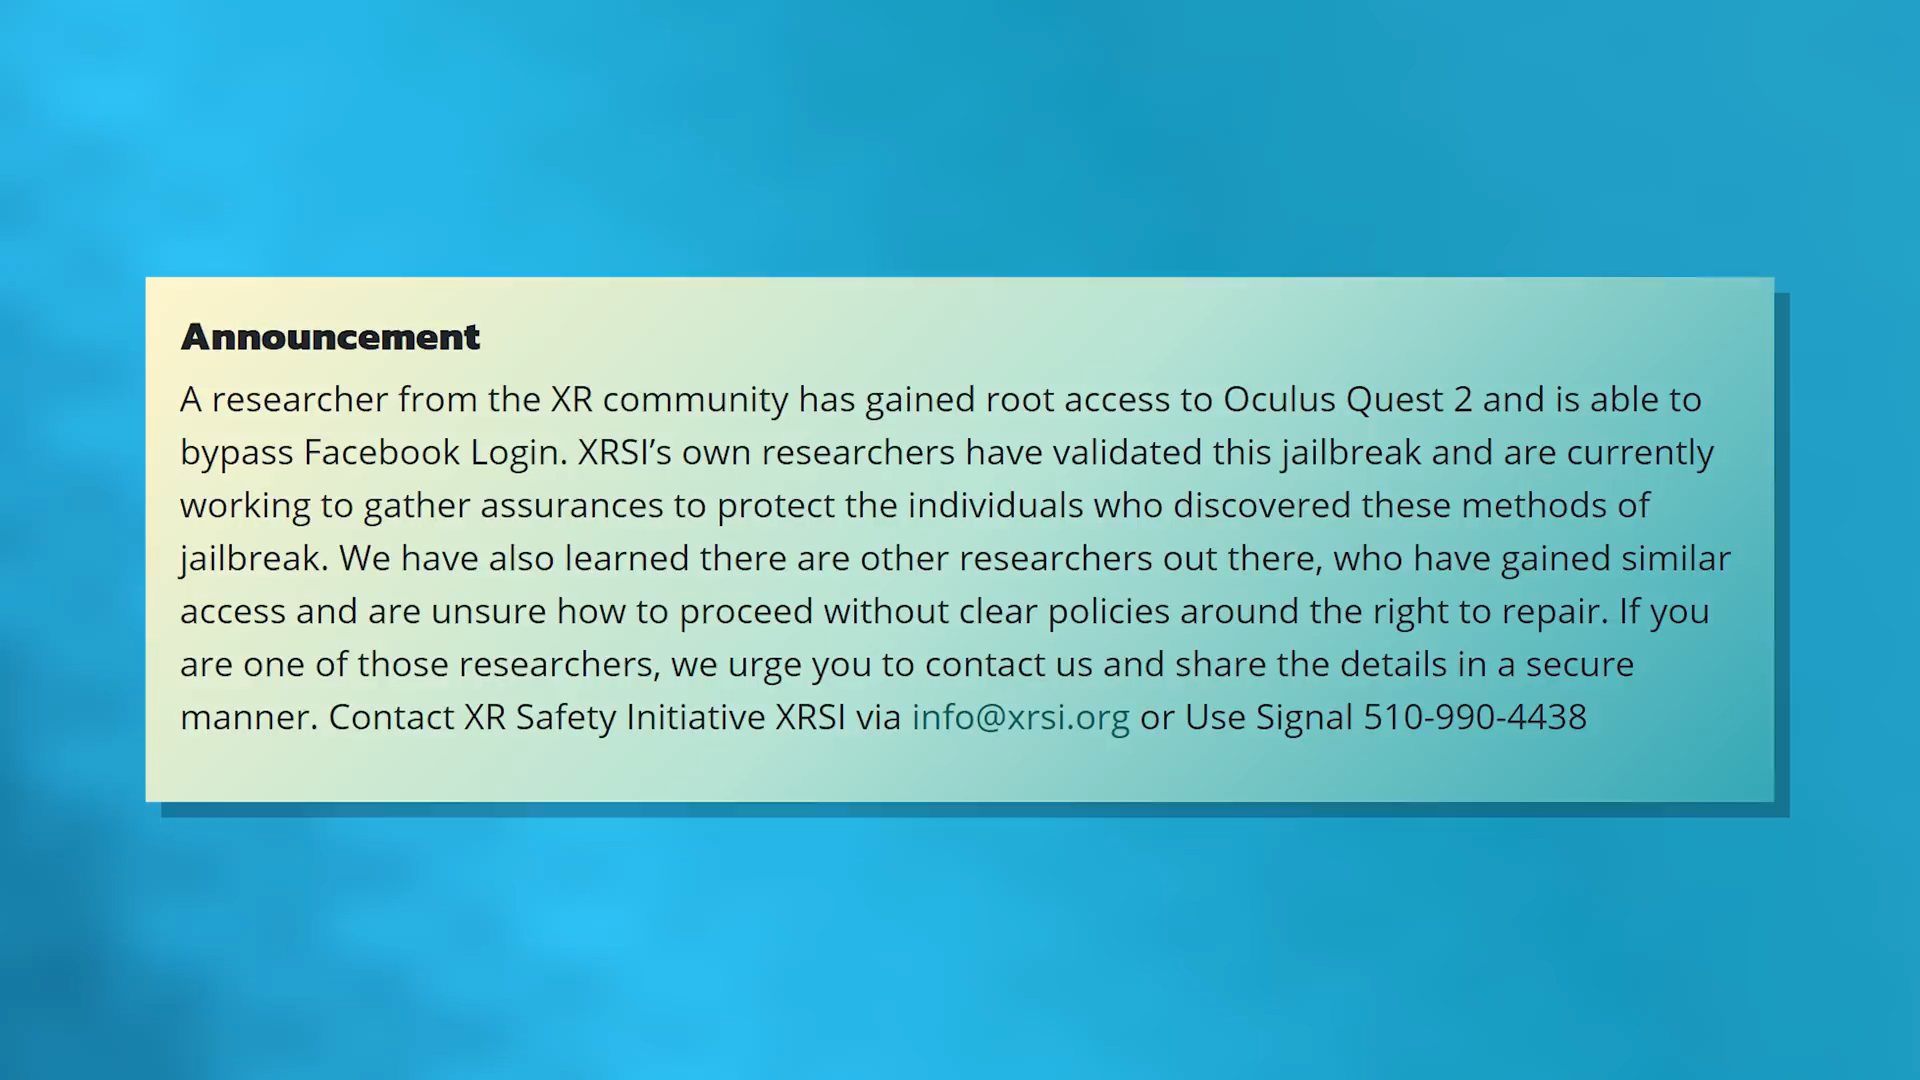 Announcement
A researcher from the XR community has gained root access to Oculus Quest 2 and is able to
bypass Facebook Login. XRSI’s own researchers have validated this jailbreak and are currently
working to gather assurances to protect the individuals who discovered these methods of
jailbreak. We have also learned there are other researchers out there, who have gained similar
access and are unsure how to proceed without clear policies around the right to repair. If you
are one of those researchers, we urge you to contact us and share the details in a secure
manner. Contact XR Safety Initiative XRSI via info@xrsi.org or Use Signal 510-990-4438